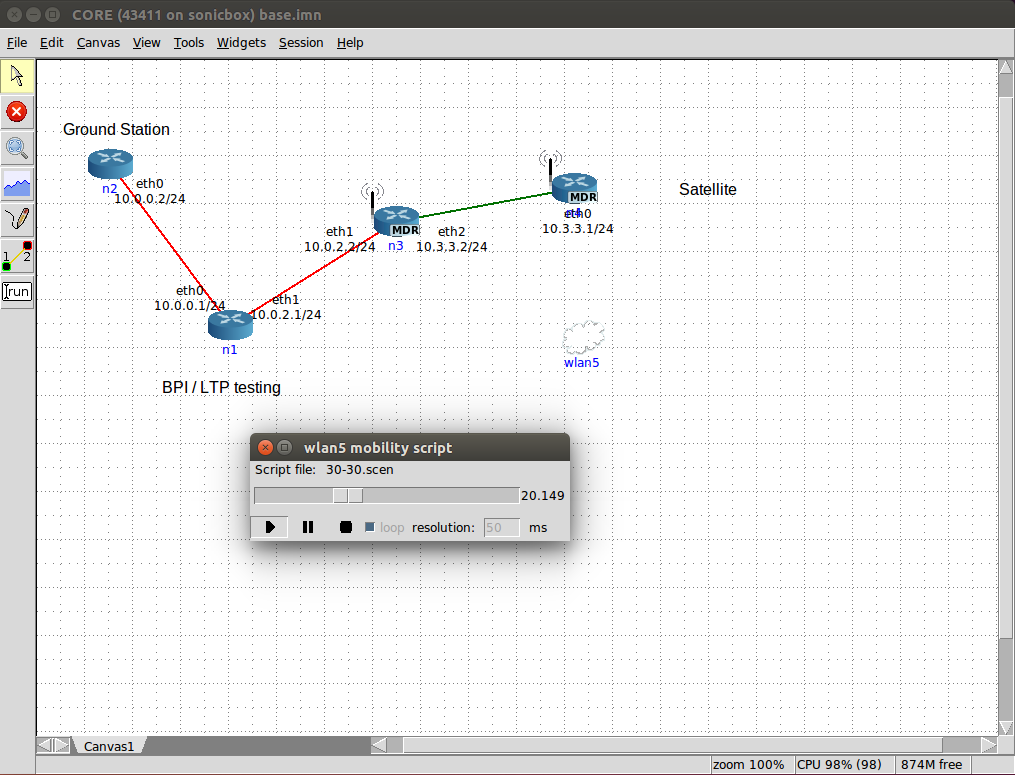 CORE (43411 on sonicbox) base.imn
File Edit Canvas View Tools Widgets Session Help
Ground Station
n2
eth0
10.0.0.2/24
Satellite
MDR
eth0
10.3.3.1/24
MDR
n3
eth1
10.0.2.2/24
eth2
10.3.3.2/24
1 2
run
eth0
10.0.0.1/24
eth1
10.0.2.1/24
n1
wlan5
BPI / LTP testing
wlan5 mobility script
Script file: 30-30.scen
20.149
loop resolution: 50 ms
Canvas1
zoom 100% CPU 98% (98) 874M free